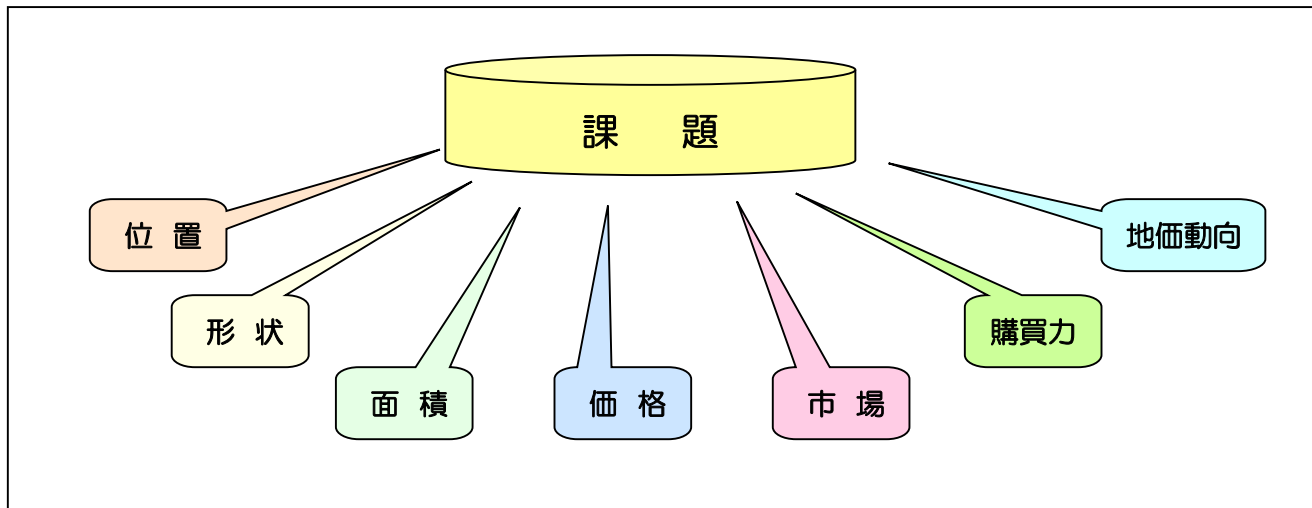 課 題
位 置
地価動向
形 状
購買力
面 積
価 格
市 場